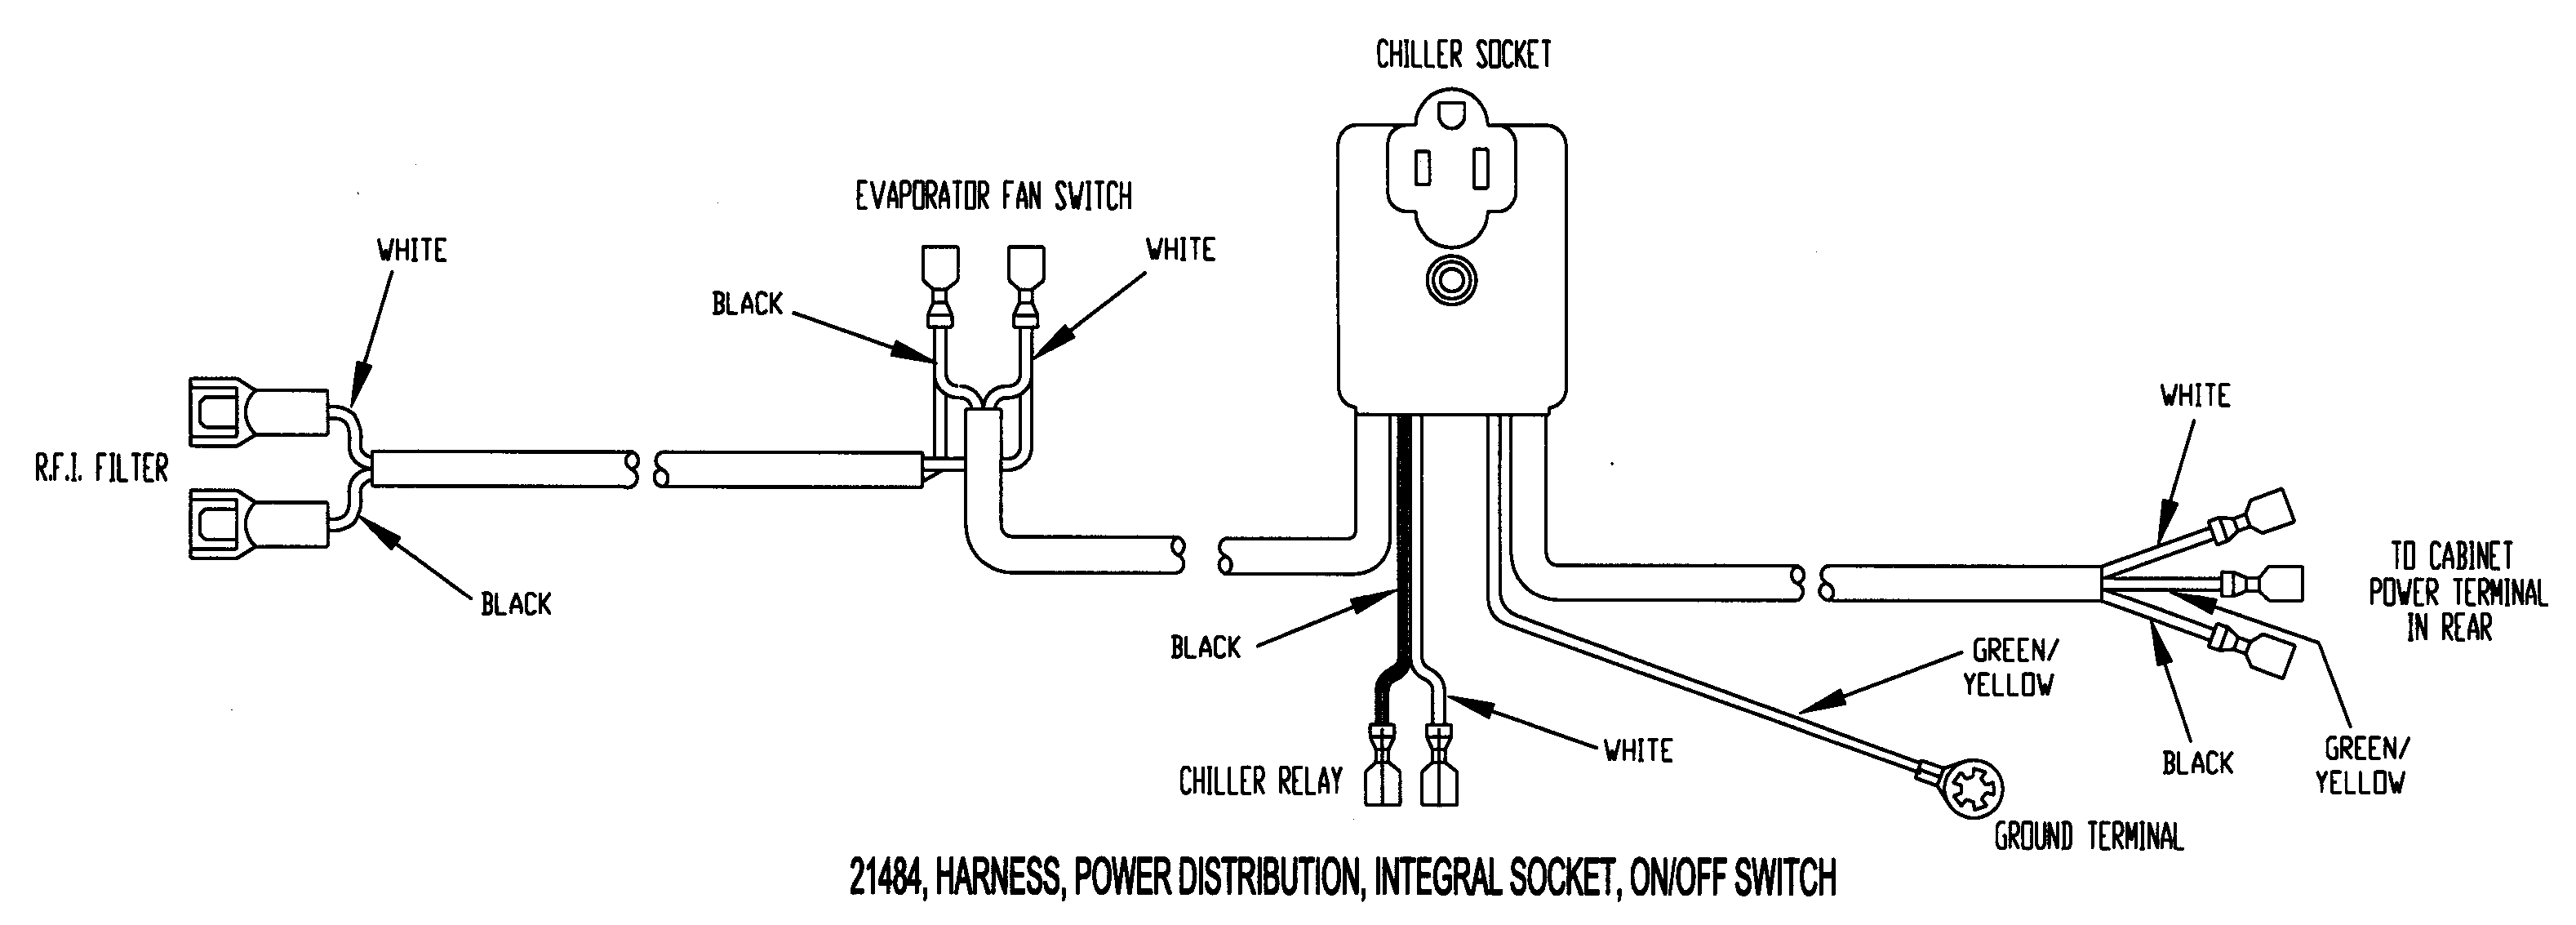 CHILLER SOCKET
EVAPORATOR FAN SWITCH
WHITE
WHITE
BLACK
WHITE
R.F.I. FILTER
TO CABINET
POWER TERMINAL
IN REAR
BLACK
BLACK
GREEN/
YELLOW
WHITE
BLACK
GREEN/
YELLOW
CHILLER RELAY
GROUND TERMINAL
21484, HARNESS, POWER DISTRIBUTION, INTEGRAL SOCKET, ON/OFF SWITCH